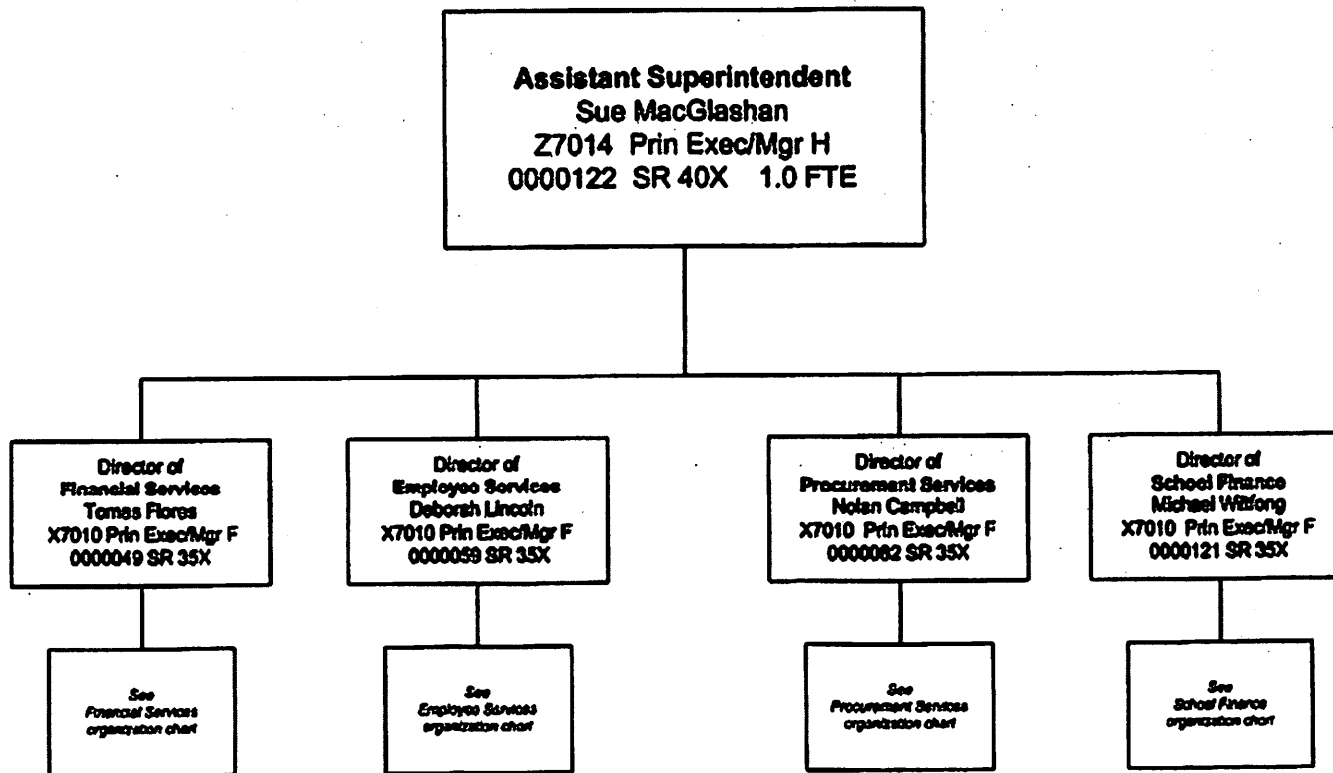 Assistant Superintendent
Sue MacGlashan
Z7014 Prin Exec/Mgr H
0000122 SR 40X 1.0 FTE
Director of
Financial Services
Tomas Flores
X7010 Prin Exec/Mgr F
0000049 SR 35X
Director of
Employee Services
Deborah Lincoln
X7010 Prin Exec/Mgr F
0000059 SR 35X
Director of
Procurement Services
Nolan Campbell
X7010 Prin Exec/Mgr F
0000082 SR 35X
Director of
School Finance
Michael Wiltfong
X7010 Prin Exec/Mgr F
0000121 SR 35X
See
Financial Services
organization chart
See
Employee Services
organization chart
See
Procurement Services
organization chart
See
School Finance
organization chart